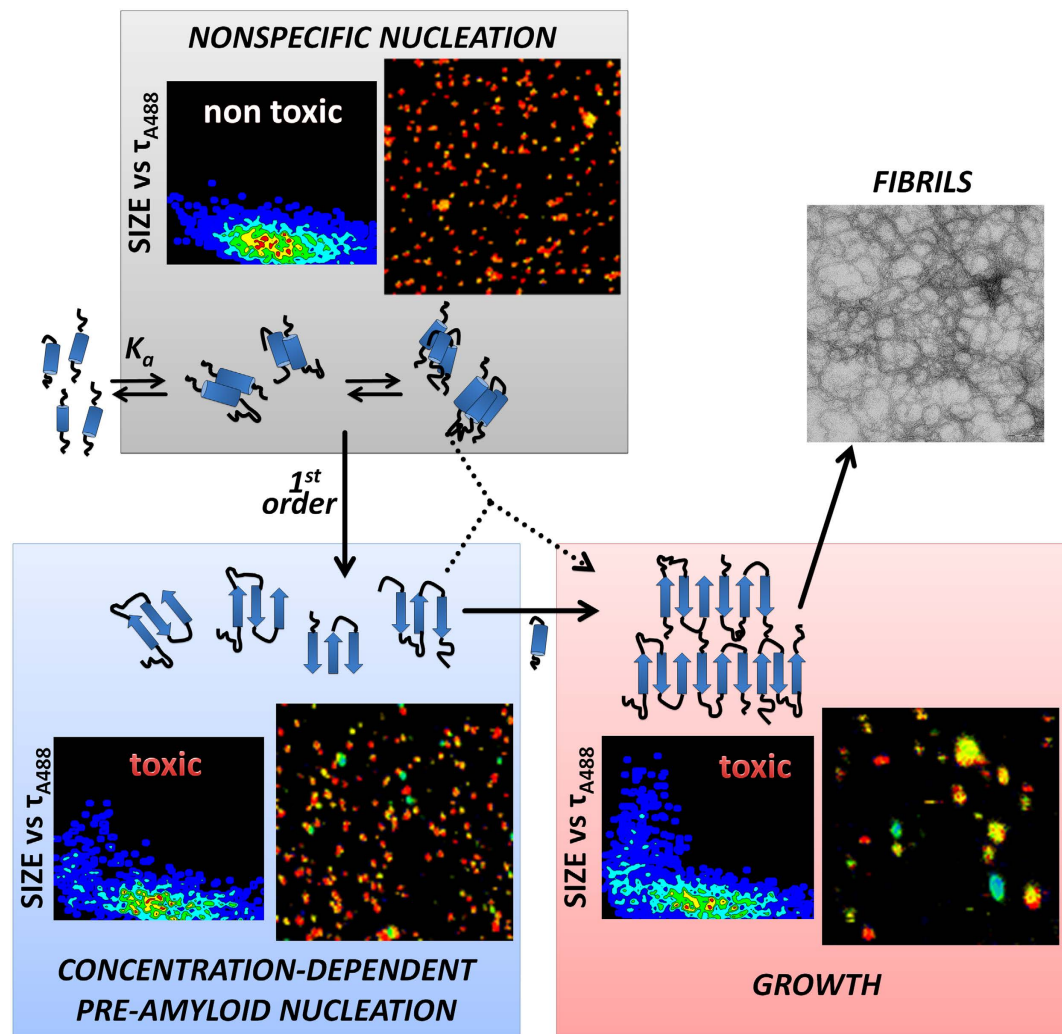 NONSPECIFIC NUCLEATION
SIZE vs τA488
non toxic
FIBRILS
Ka
1st
order
SIZE vs τA488
toxic
SIZE vs τA488
toxic
CONCENTRATION-DEPENDENT
PRE-AMYLOID NUCLEATION
GROWTH